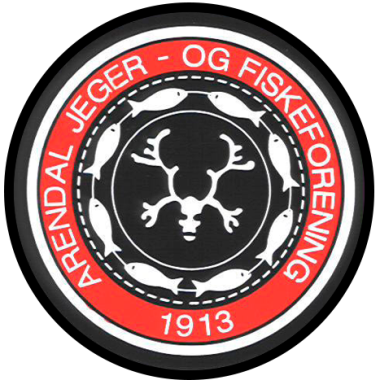 ARENDAL JEGER - OG FISKEFORENING
1913